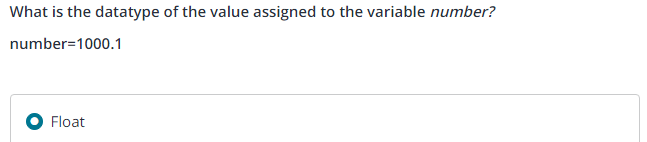 What is the datatype of the value assigned to the variable number?
number=1000.1
Float